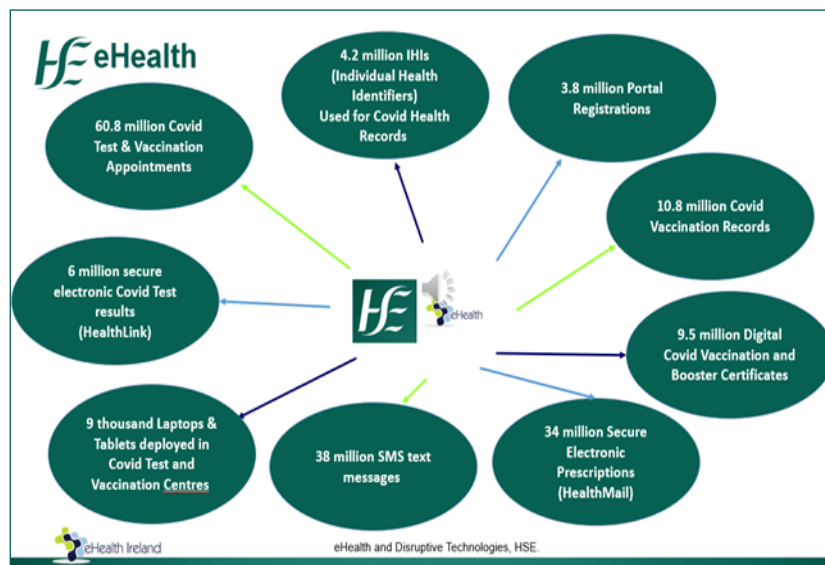 HSE eHealth
4.2 million IHIs
(Individual Health
Identifiers)
Used for Covid Health
Records
3.8 million Portal
Registrations
60.8 million Covid
Test & Vaccination
Appointments
10.8 million Covid
Vaccination Records
6 million secure
electronic Covid Test
results
(HealthLink)
HSE
eHealth
9.5 million Digital
Covid Vaccination and
Booster Certificates
9 thousand Laptops &
Tablets deployed in
Covid Test and
Vaccination Centres
38 million SMS text
messages
34 million Secure
Electronic
Prescriptions
(HealthMail)
eHealth Ireland
eHealth and Disruptive Technologies, HSE.